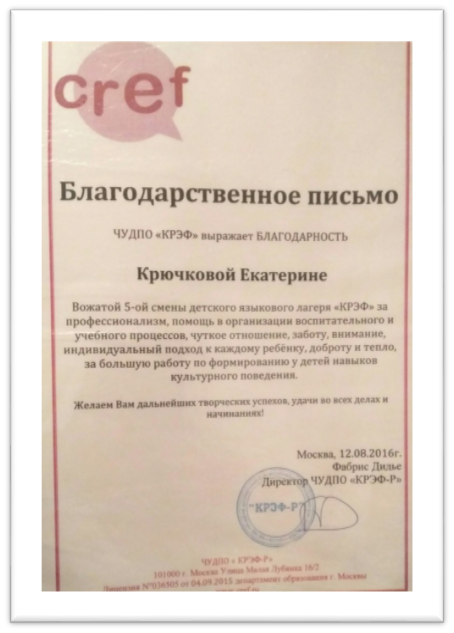 cref
Благодарственное письмо
ЧУДПО «КРЭФ» выражает БЛАГОДАРНОСТЬ
Крючковой Екатерине
Вожатой 5-ой смены детского языкового лагеря «КРЭФ» за
профессионализм, помощь в организации воспитательного и
учебного процессов, чуткое отношение, заботу, внимание,
индивидуальный подход к каждому ребёнку, доброту и тепло,
за большую работу по формированию у детей навыков
культурного поведения.
Желаем Вам дальнейших творческих успехов, удачи во всех делах и
начинаниях!
Москва, 12.08.2016г.
Фабрис Дилье
Директор ЧУДПО «КРЭФ-Р»
"КРЭФ-Р"
ЧУДПО « КРЭФ-Р»
101000 г. Москва Улица Малая Лубянка 16/2
Лицензия №036505 от 04.09.2015 департамент образования г. Москвы
www.cref.ru